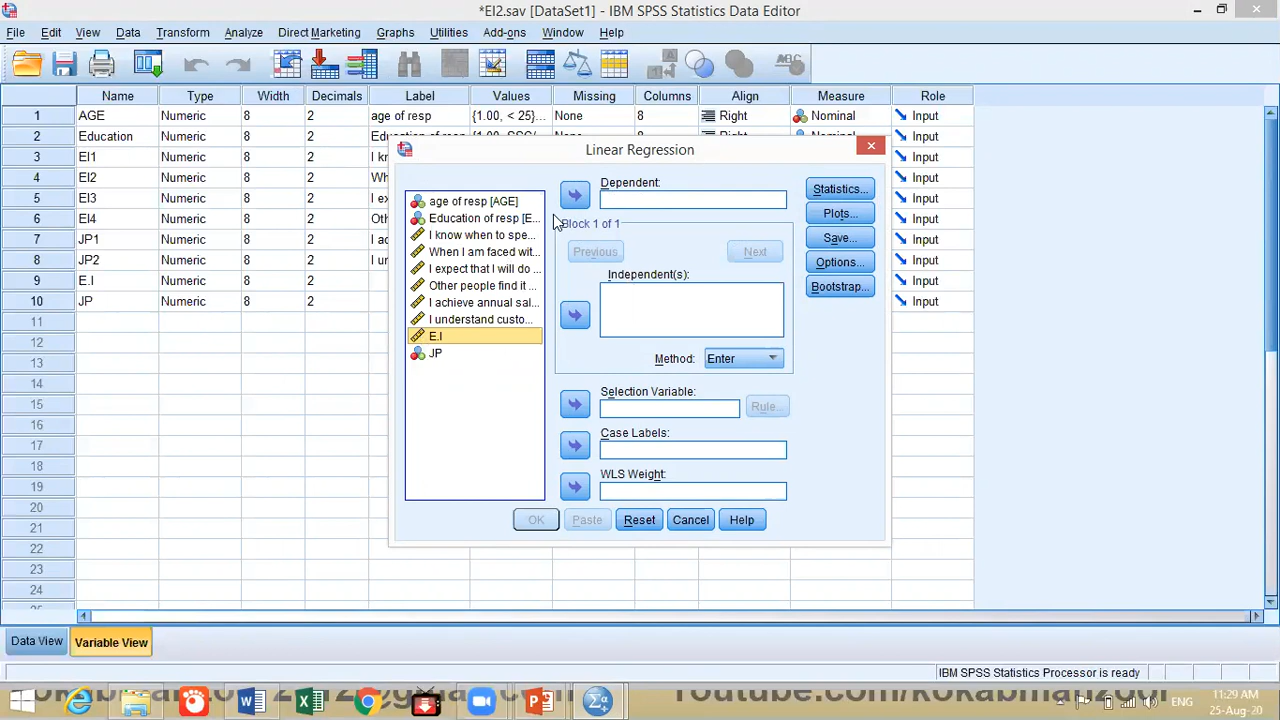 *EI2.sav [DataSet1] - IBM SPSS Statistics Data Editor
File Edit View Data Transform Analyze Direct Marketing Graphs Utilities Add-ons Window Help
Name Type Width Decimals Label Values Missing Columns Align Measure Role
1 AGE Numeric 8 2 age of resp {1.00, < 25}... None 8 Right Nominal Input
2 Education Numeric 8 2 Input
3 EI1 Numeric 8 2 Input
4 EI2 Numeric 8 2 Input
5 EI3 Numeric 8 2 Input
6 EI4 Numeric 8 2 Input
7 JP1 Numeric 8 2 Input
8 JP2 Numeric 8 2 Input
9 E.I Numeric 8 2 Input
10 JP Numeric 8 2 Input
11
12
13
14
15
16
17
18
19
20
21
22
23
24
Linear Regression
age of resp [AGE]
Education of resp [E...
I know when to spe...
When I am faced wit...
I expect that I will do ...
Other people find it ...
I achieve annual sal...
I understand custo...
E.I
JP
Dependent:
Block 1 of 1
Previous Next
Independent(s):
Method: Enter
Selection Variable:
Rule...
Case Labels:
WLS Weight:
Statistics...
Plots...
Save...
Options...
Bootstrap...
OK Paste Reset Cancel Help
Data View Variable View
IBM SPSS Statistics Processor is ready
ENG
11:29 AM
25-Aug-20